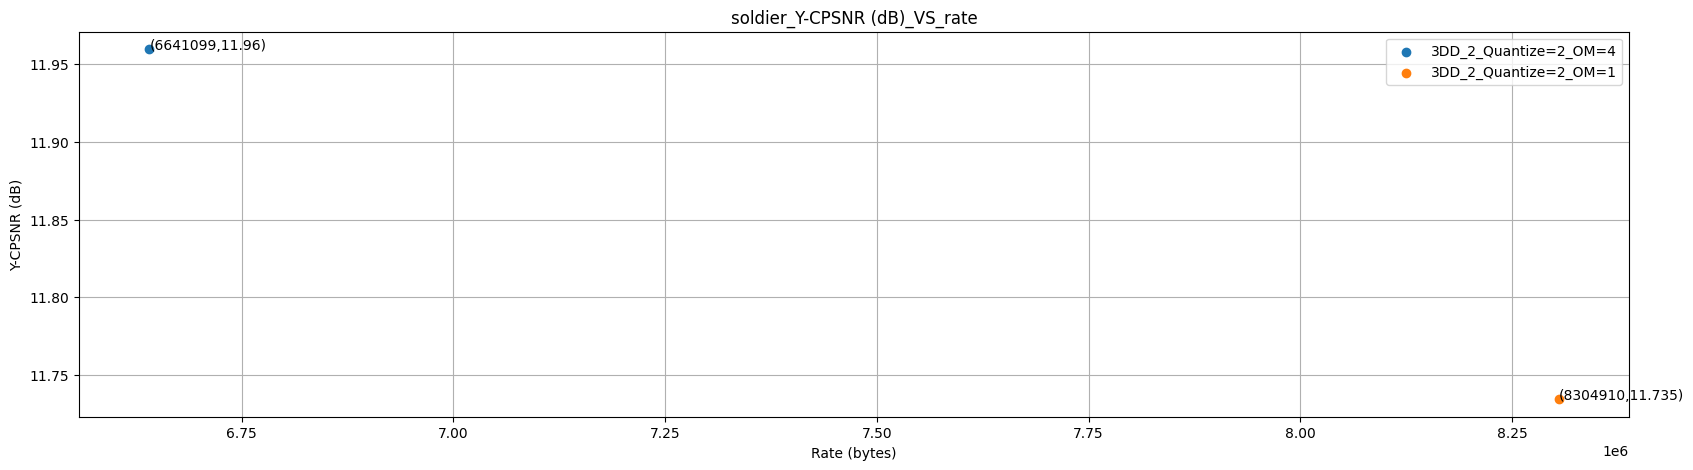 soldier_Y-CPSNR (dB)_VS_rate
(6641099,11.96)
3DD_2_Quantize=2_OM=4
3DD_2_Quantize=2_OM=1
11.95
11.90
11.85
11.80
11.75
Y-CPSNR (dB)
(8304910,11.735)
6.75 7.00 7.25 7.50 7.75 8.00 8.25
1e6
Rate (bytes)